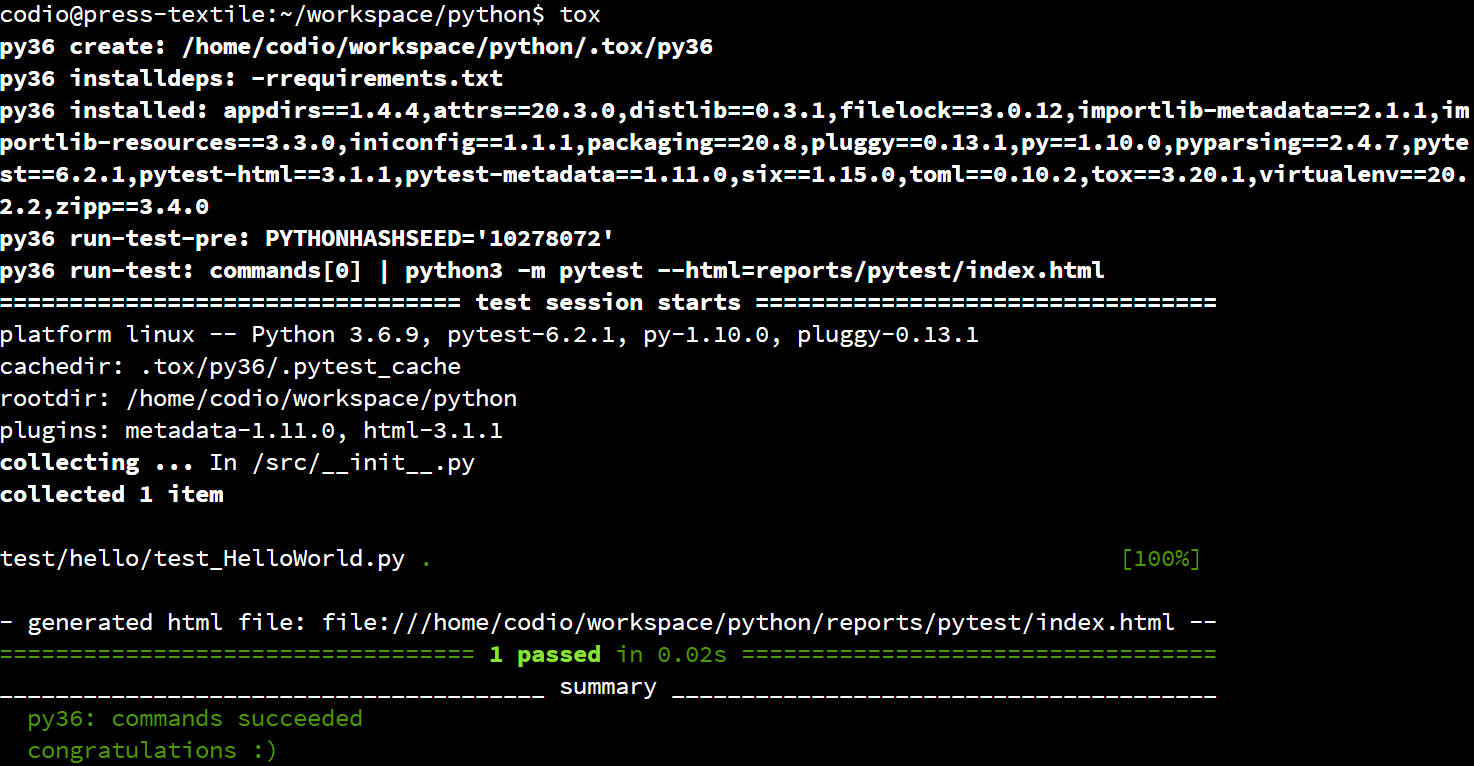 codio@press-textile:~/workspace/python$ tox
py36 create: /home/codio/workspace/python/.tox/py36
py36 installdeps: -rrequirements.txt
py36 installed: appdirs==1.4.4,attrs==20.3.0,distlib==0.3.1,filelock==3.0.12,importlib-metadata==2.1.1,im
portlib-resources==3.3.0,iniconfig==1.1.1,packaging==20.8,pluggy==0.13.1,py==1.10.0,pyparsing==2.4.7,pyte
st==6.2.1,pytest-html==3.1.1,pytest-metadata==1.11.0,six==1.15.0,toml==0.10.2,tox==3.20.1,virtualenv==20.
2.2,zipp==3.4.0
py36 run-test-pre: PYTHONHASHSEED='10278072'
py36 run-test: commands[0] | python3 -m pytest --html=reports/pytest/index.html
================================= test session starts =================================
platform linux -- Python 3.6.9, pytest-6.2.1, py-1.10.0, pluggy-0.13.1
cachedir: .tox/py36/.pytest_cache
rootdir: /home/codio/workspace/python
plugins: metadata-1.11.0, html-3.1.1
collecting ... In /src/__init__.py
collected 1 item
test/hello/test_HelloWorld.py . [100%]
- generated html file: file:///home/codio/workspace/python/reports/pytest/index.html --
================================== 1 passed in 0.02s ==================================
_______________________________________ summary _______________________________________
py36: commands succeeded
congratulations :)